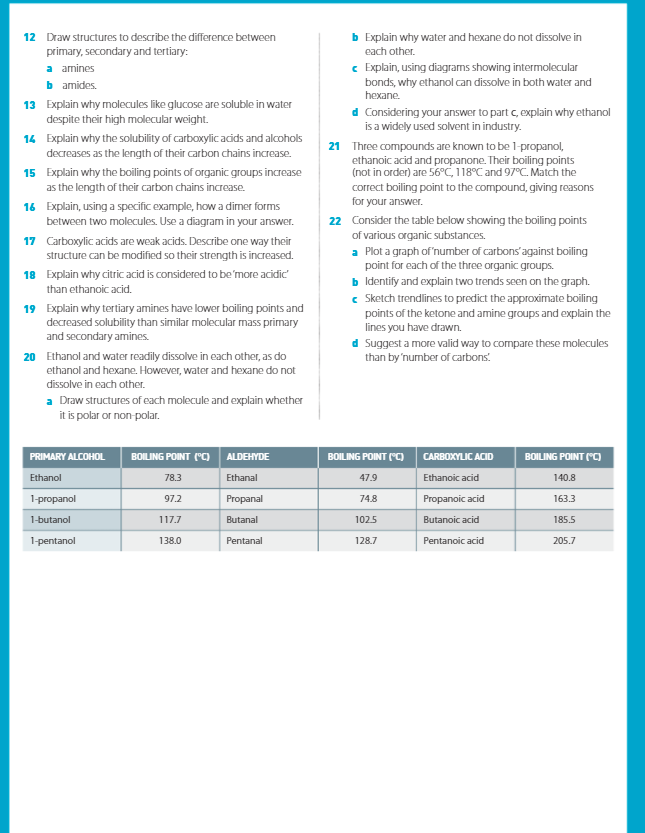 12 Draw structures to describe the difference between
primary, secondary and tertiary:
a amines
b amides.
13 Explain why molecules like glucose are soluble in water
despite their high molecular weight.
14 Explain why the solubility of carboxylic acids and alcohols
decreases as the length of their carbon chains increase.
15 Explain why the boiling points of organic groups increase
as the length of their carbon chains increase.
16 Explain, using a specific example, how a dimer forms
between two molecules. Use a diagram in your answer.
17 Carboxylic acids are weak acids. Describe one way their
structure can be modified so their strength is increased.
18 Explain why citric acid is considered to be ‘more acidic’
than ethanoic acid.
19 Explain why tertiary amines have lower boiling points and
decreased solubility than similar molecular mass primary
and secondary amines.
20 Ethanol and water readily dissolve in each other, as do
ethanol and hexane. However, water and hexane do not
dissolve in each other.
a Draw structures of each molecule and explain whether
it is polar or non-polar.
b Explain why water and hexane do not dissolve in
each other.
c Explain, using diagrams showing intermolecular
bonds, why ethanol can dissolve in both water and
hexane.
d Considering your answer to part c, explain why ethanol
is a widely used solvent in industry.
21 Three compounds are known to be 1-propanol,
ethanoic acid and propanone. Their boiling points
(not in order) are 56°C, 118°C and 97°C. Match the
correct boiling point to the compound, giving reasons
for your answer.
22 Consider the table below showing the boiling points
of various organic substances.
a Plot a graph of ‘number of carbons’ against boiling
point for each of the three organic groups.
b Identify and explain two trends seen on the graph.
c Sketch trendlines to predict the approximate boiling
points of the ketone and amine groups and explain the
lines you have drawn.
d Suggest a more valid way to compare these molecules
than by ‘number of carbons’.
PRIMARY ALCOHOL BOILING POINT (°C) ALDEHYDE BOILING POINT (°C) CARBOXYLIC ACID BOILING POINT (°C)
Ethanol 78.3 Ethanal 47.9 Ethanoic acid 140.8
1-propanol 97.2 Propanal 74.8 Propanoic acid 163.3
1-butanol 117.7 Butanal 102.5 Butanoic acid 185.5
1-pentanol 138.0 Pentanal 128.7 Pentanoic acid 205.7